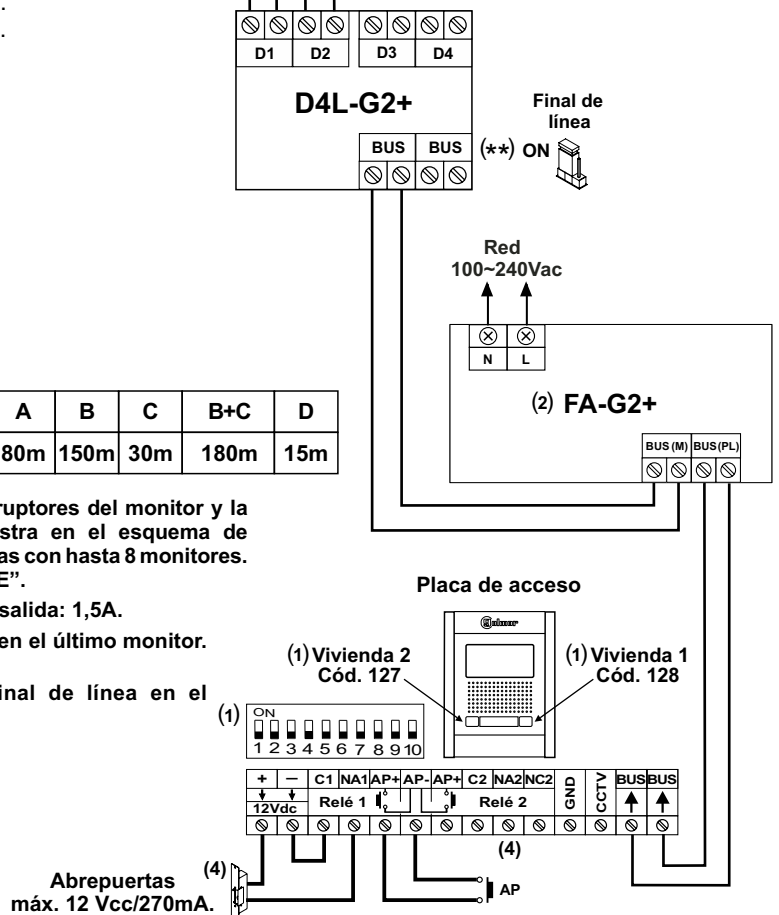 .
.
D1 D2 D3 D4
D4L-G2+
BUS BUS
(**) ON
Final de
línea
Red
100~240Vac
N L
(2) FA-G2+
BUS (M) BUS (PL)
A B C B+C D
80m 150m 30m 180m 15m
ruptores del monitor y la
stra en el esquema de
as con hasta 8 monitores.
E”.
salida: 1,5A.
en el último monitor.
inal de línea en el
Placa de acceso
Golmar
(1) Vivienda 2
Cód. 127
(1) Vivienda 1
Cód. 128
(1)
ON
1 2 3 4 5 6 7 8 9 10
+ – C1 NA1 AP+ AP- AP+ C2 NA2 NC2 GND CCTV BUS BUS
12Vdc Relé 1 Relé 2
(4)
(4)
Abrepuertas
máx. 12 Vcc/270mA.
AP